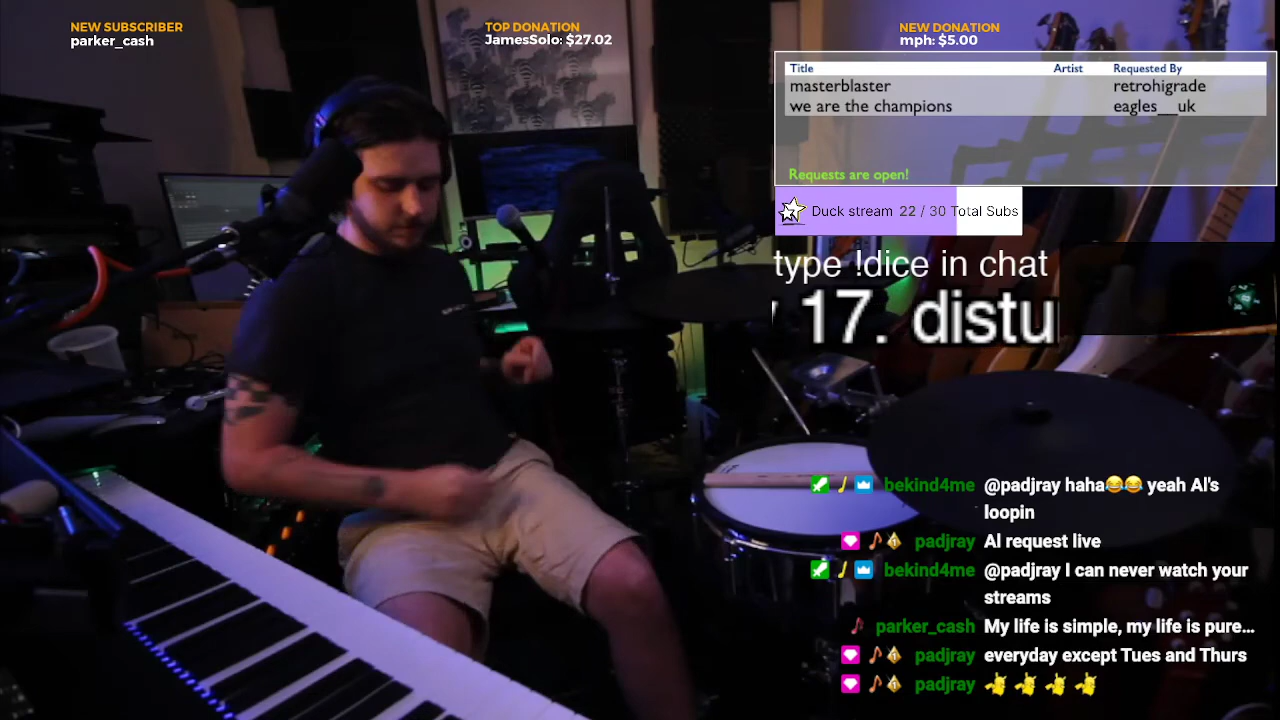 NEW SUBSCRIBER
parker_cash
TOP DONATION
JamesSolo: $27.02
NEW DONATION
mph: $5.00
Title Artist Requested By
masterblaster retrohigrade
we are the champions eagles__uk
Requests are open!
Duck stream 22 / 30 Total Subs
type !dice in chat
17. distu
bekind4me @padjray haha😂😂 yeah Al's
loopin
padjray Al request live
bekind4me @padjray I can never watch your
streams
parker_cash My life is simple, my life is pure...
padjray everyday except Tues and Thurs
padjray